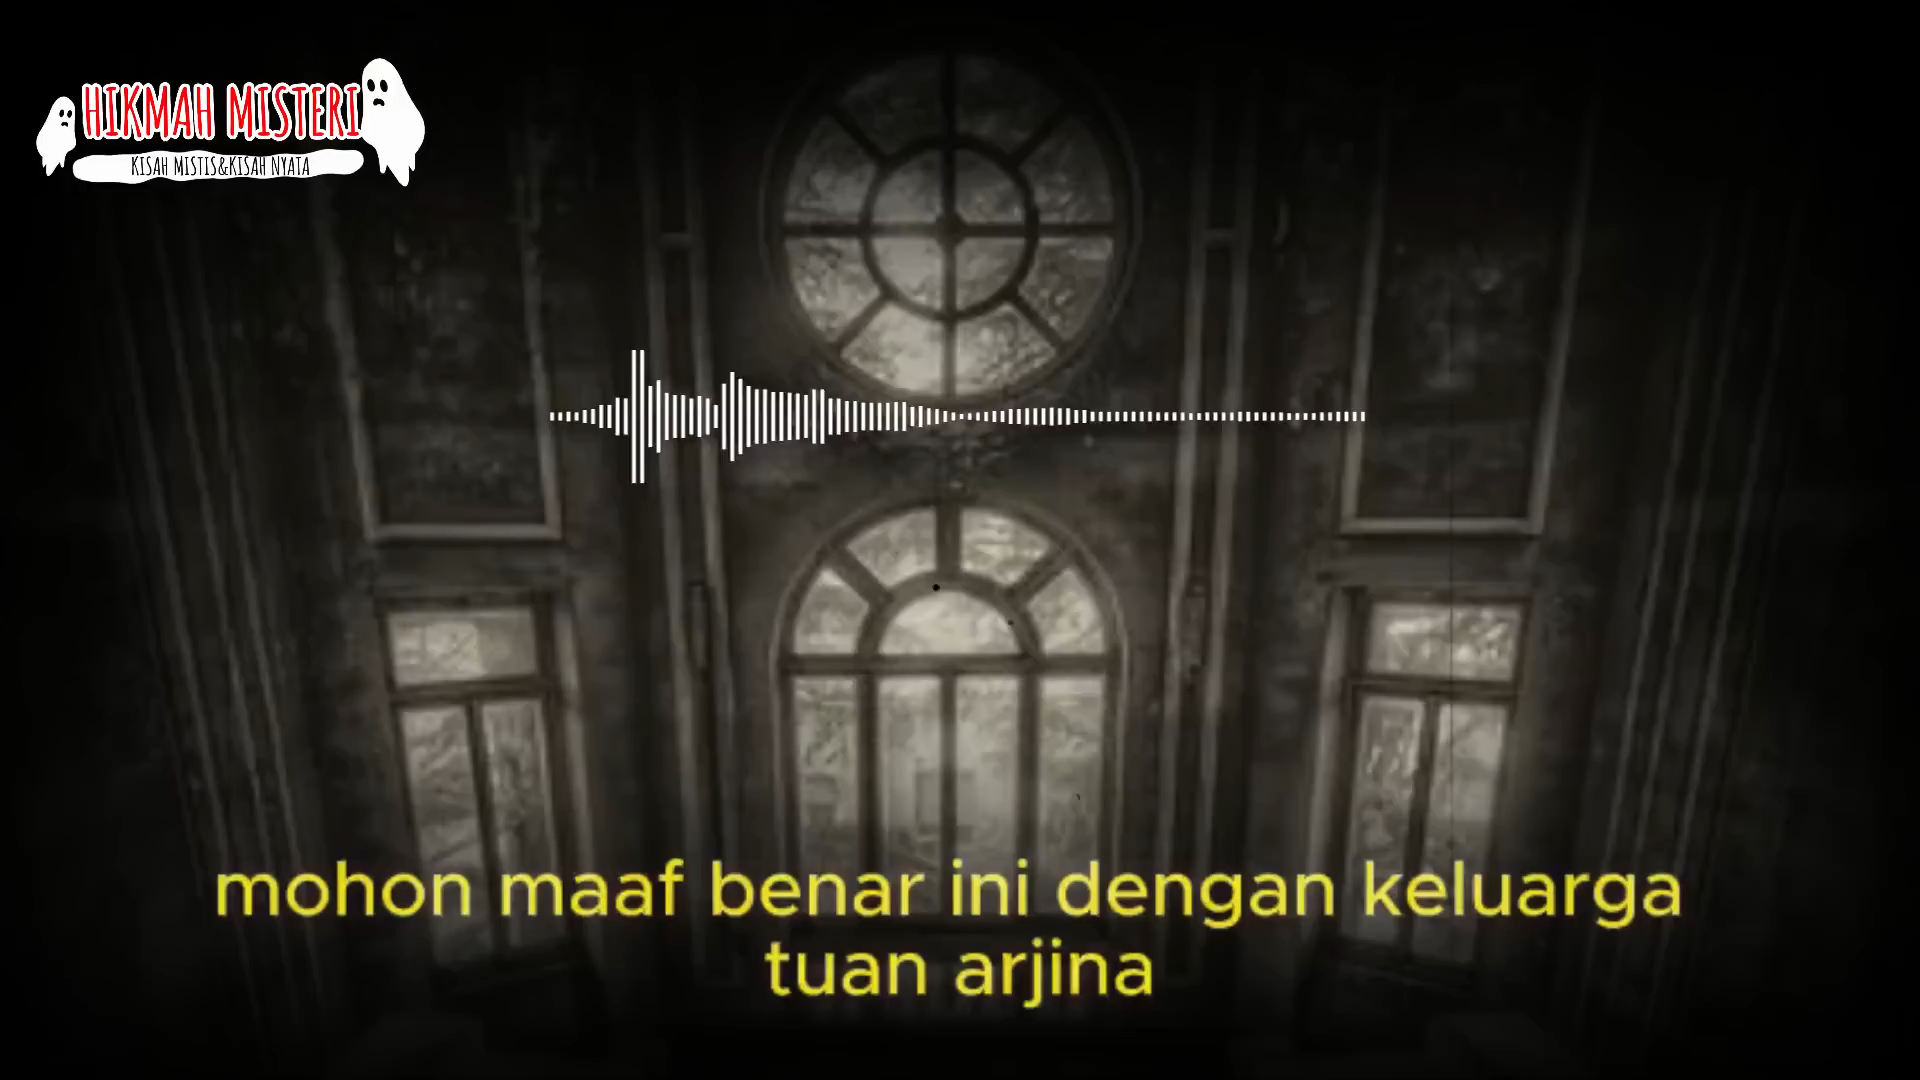 HIKMAH MISTERI
KISAH MISTIS&KISAH NYATA
mohon maaf benar ini dengan keluarga
tuan arjina